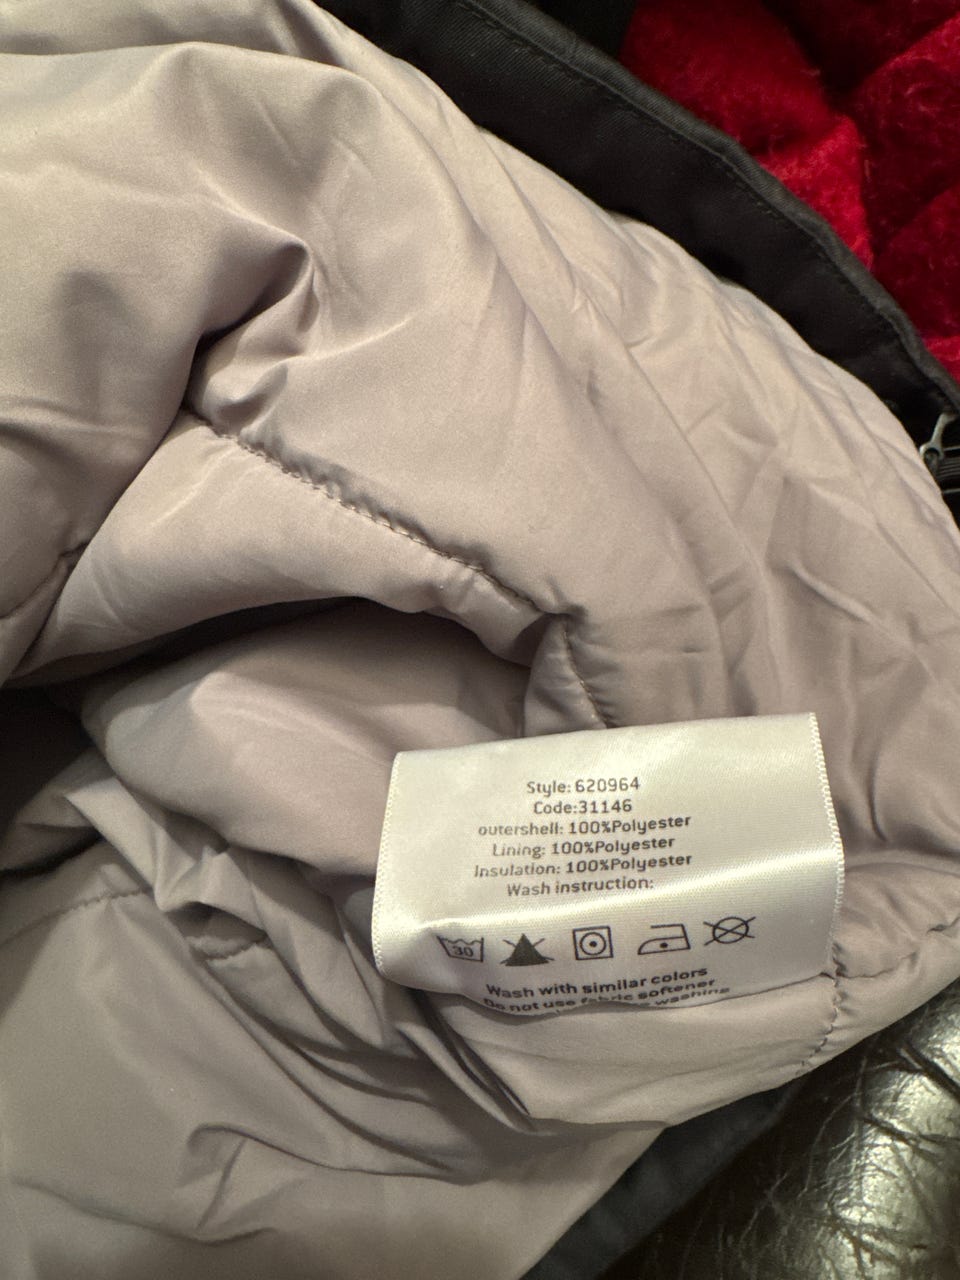 Style: 620964
Code:31146
outershell: 100%Polyester
Lining: 100%Polyester
Insulation: 100%Polyester
Wash instruction:
30
Wash with similar colors
Do not use fabric softener
washing